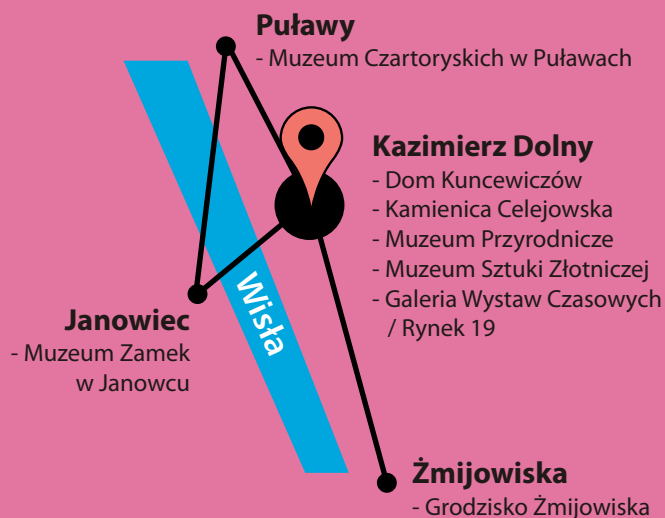 Puławy
- Muzeum Czartoryskich w Puławach
Kazimierz Dolny
- Dom Kuncewiczów
- Kamienica Celejowska
- Muzeum Przyrodnicze
- Muzeum Sztuki Złotniczej
- Galeria Wystaw Czasowych
/ Rynek 19
Wisła
Janowiec
- Muzeum Zamek
w Janowcu
Żmijowiska
- Grodzisko Żmijowiska